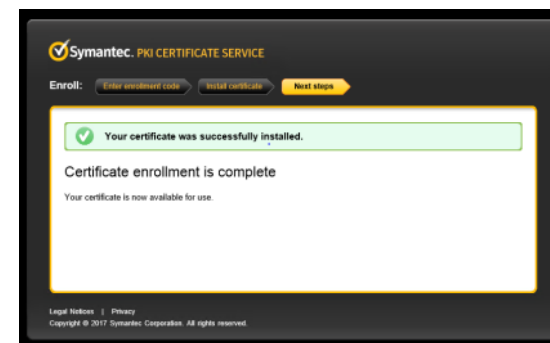 Symantec. PKI CERTIFICATE SERVICE
Enroll: Enter enrollment code Install certificate Next steps
Your certificate was successfully installed.
Certificate enrollment is complete
Your certificate is now available for use.
Legal Notices | Privacy
Copyright © 2017 Symantec Corporation. All rights reserved.